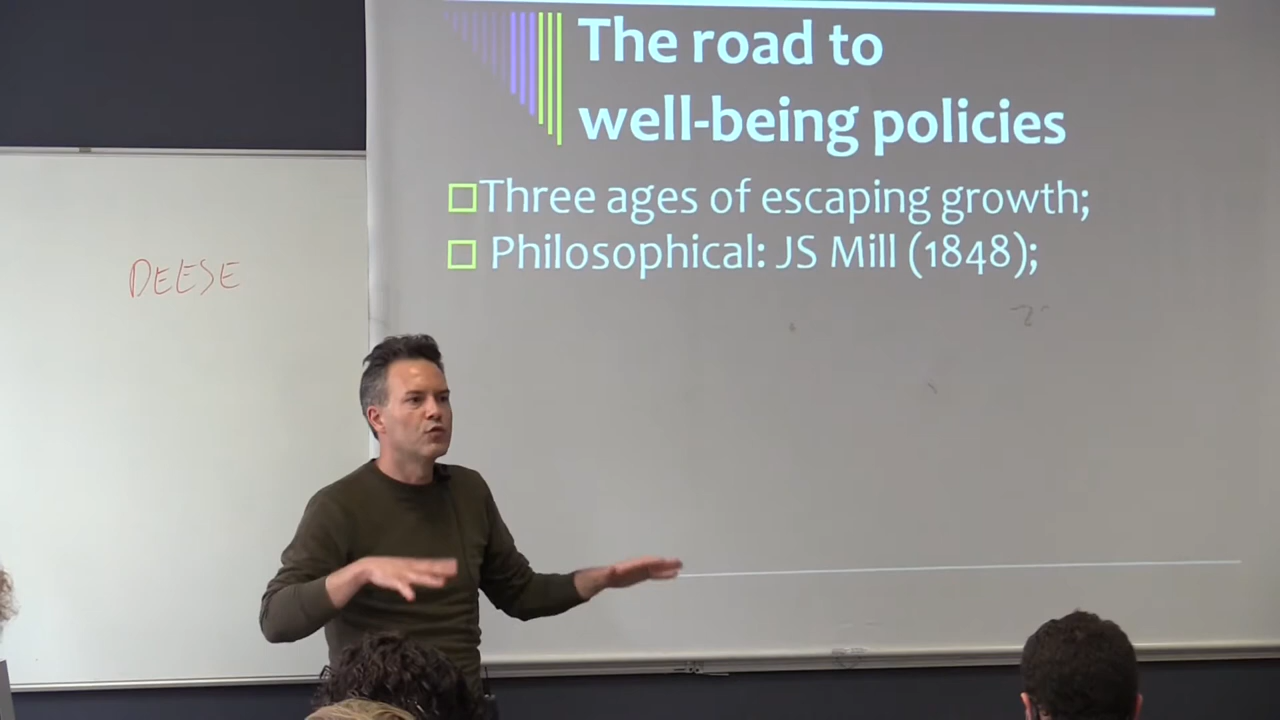 The road to
well-being policies
Three ages of escaping growth;
Philosophical: JS Mill (1848);
DEESE